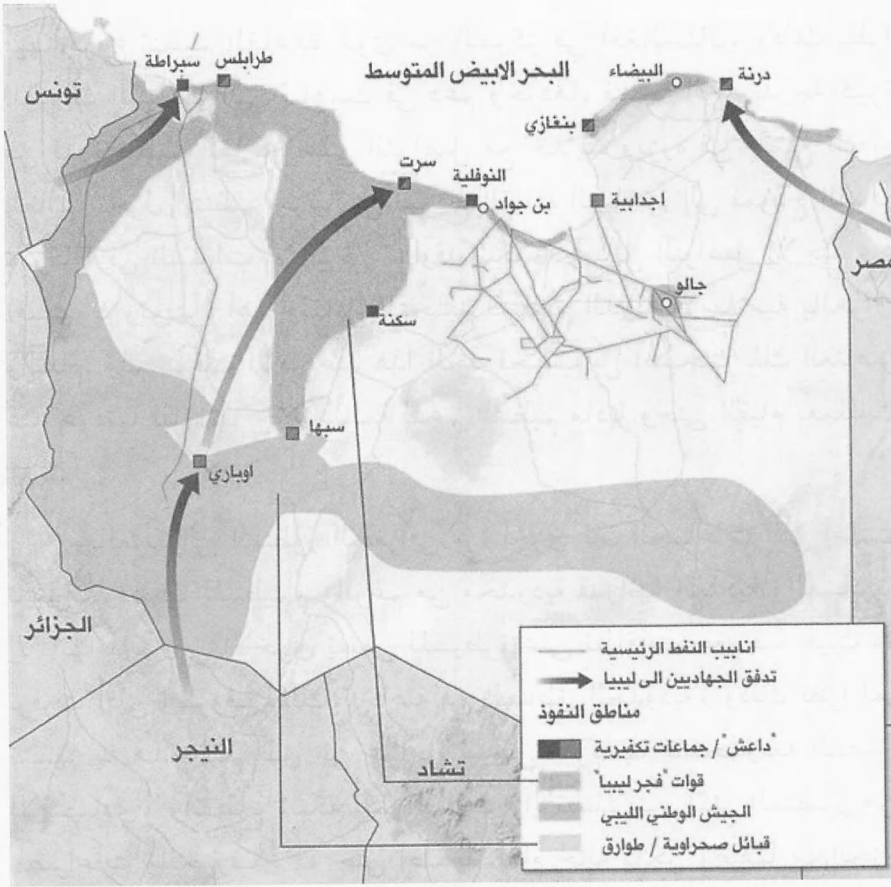 البحر الابيض المتوسط
تونس
سبراطة
طرابلس
البيضاء
درنة
بنغازي
سرت
النوفلية
بن جواد
اجدابية
مصر
جالو
سكنة
سبها
اوباري
الجزائر
النيجر
تشاد
انابيب النفط الرئيسية
تدفق الجهاديين الى ليبيا
مناطق النفوذ
"داعش" / جماعات تكفيرية
قوات "فجر ليبيا"
الجيش الوطني الليبي
قبائل صحراوية / طوارق